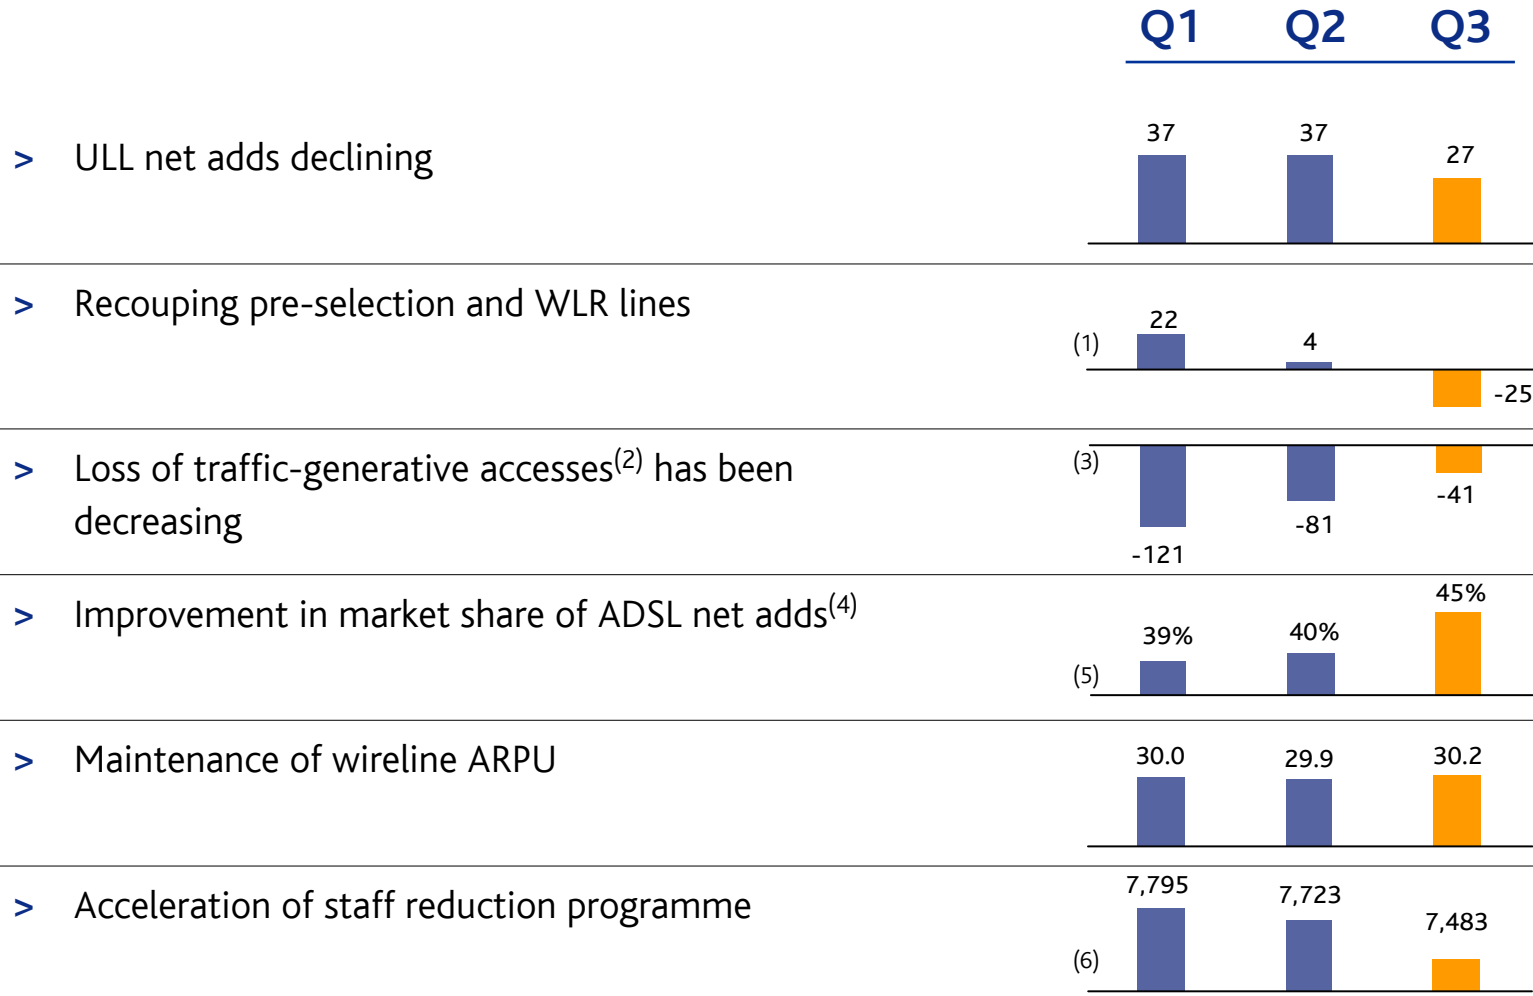 Q1 Q2 Q3
37 37 27
> ULL net adds declining
> Recouping pre-selection and WLR lines
22
(1) 4
-25
> Loss of traffic-generative accesses(2) has been
decreasing
(3)
-41
-81
-121
45%
> Improvement in market share of ADSL net adds(4)
39% 40%
(5)
> Maintenance of wireline ARPU
30.0 29.9 30.2
7,795 7,723
> Acceleration of staff reduction programme
7,483
(6)